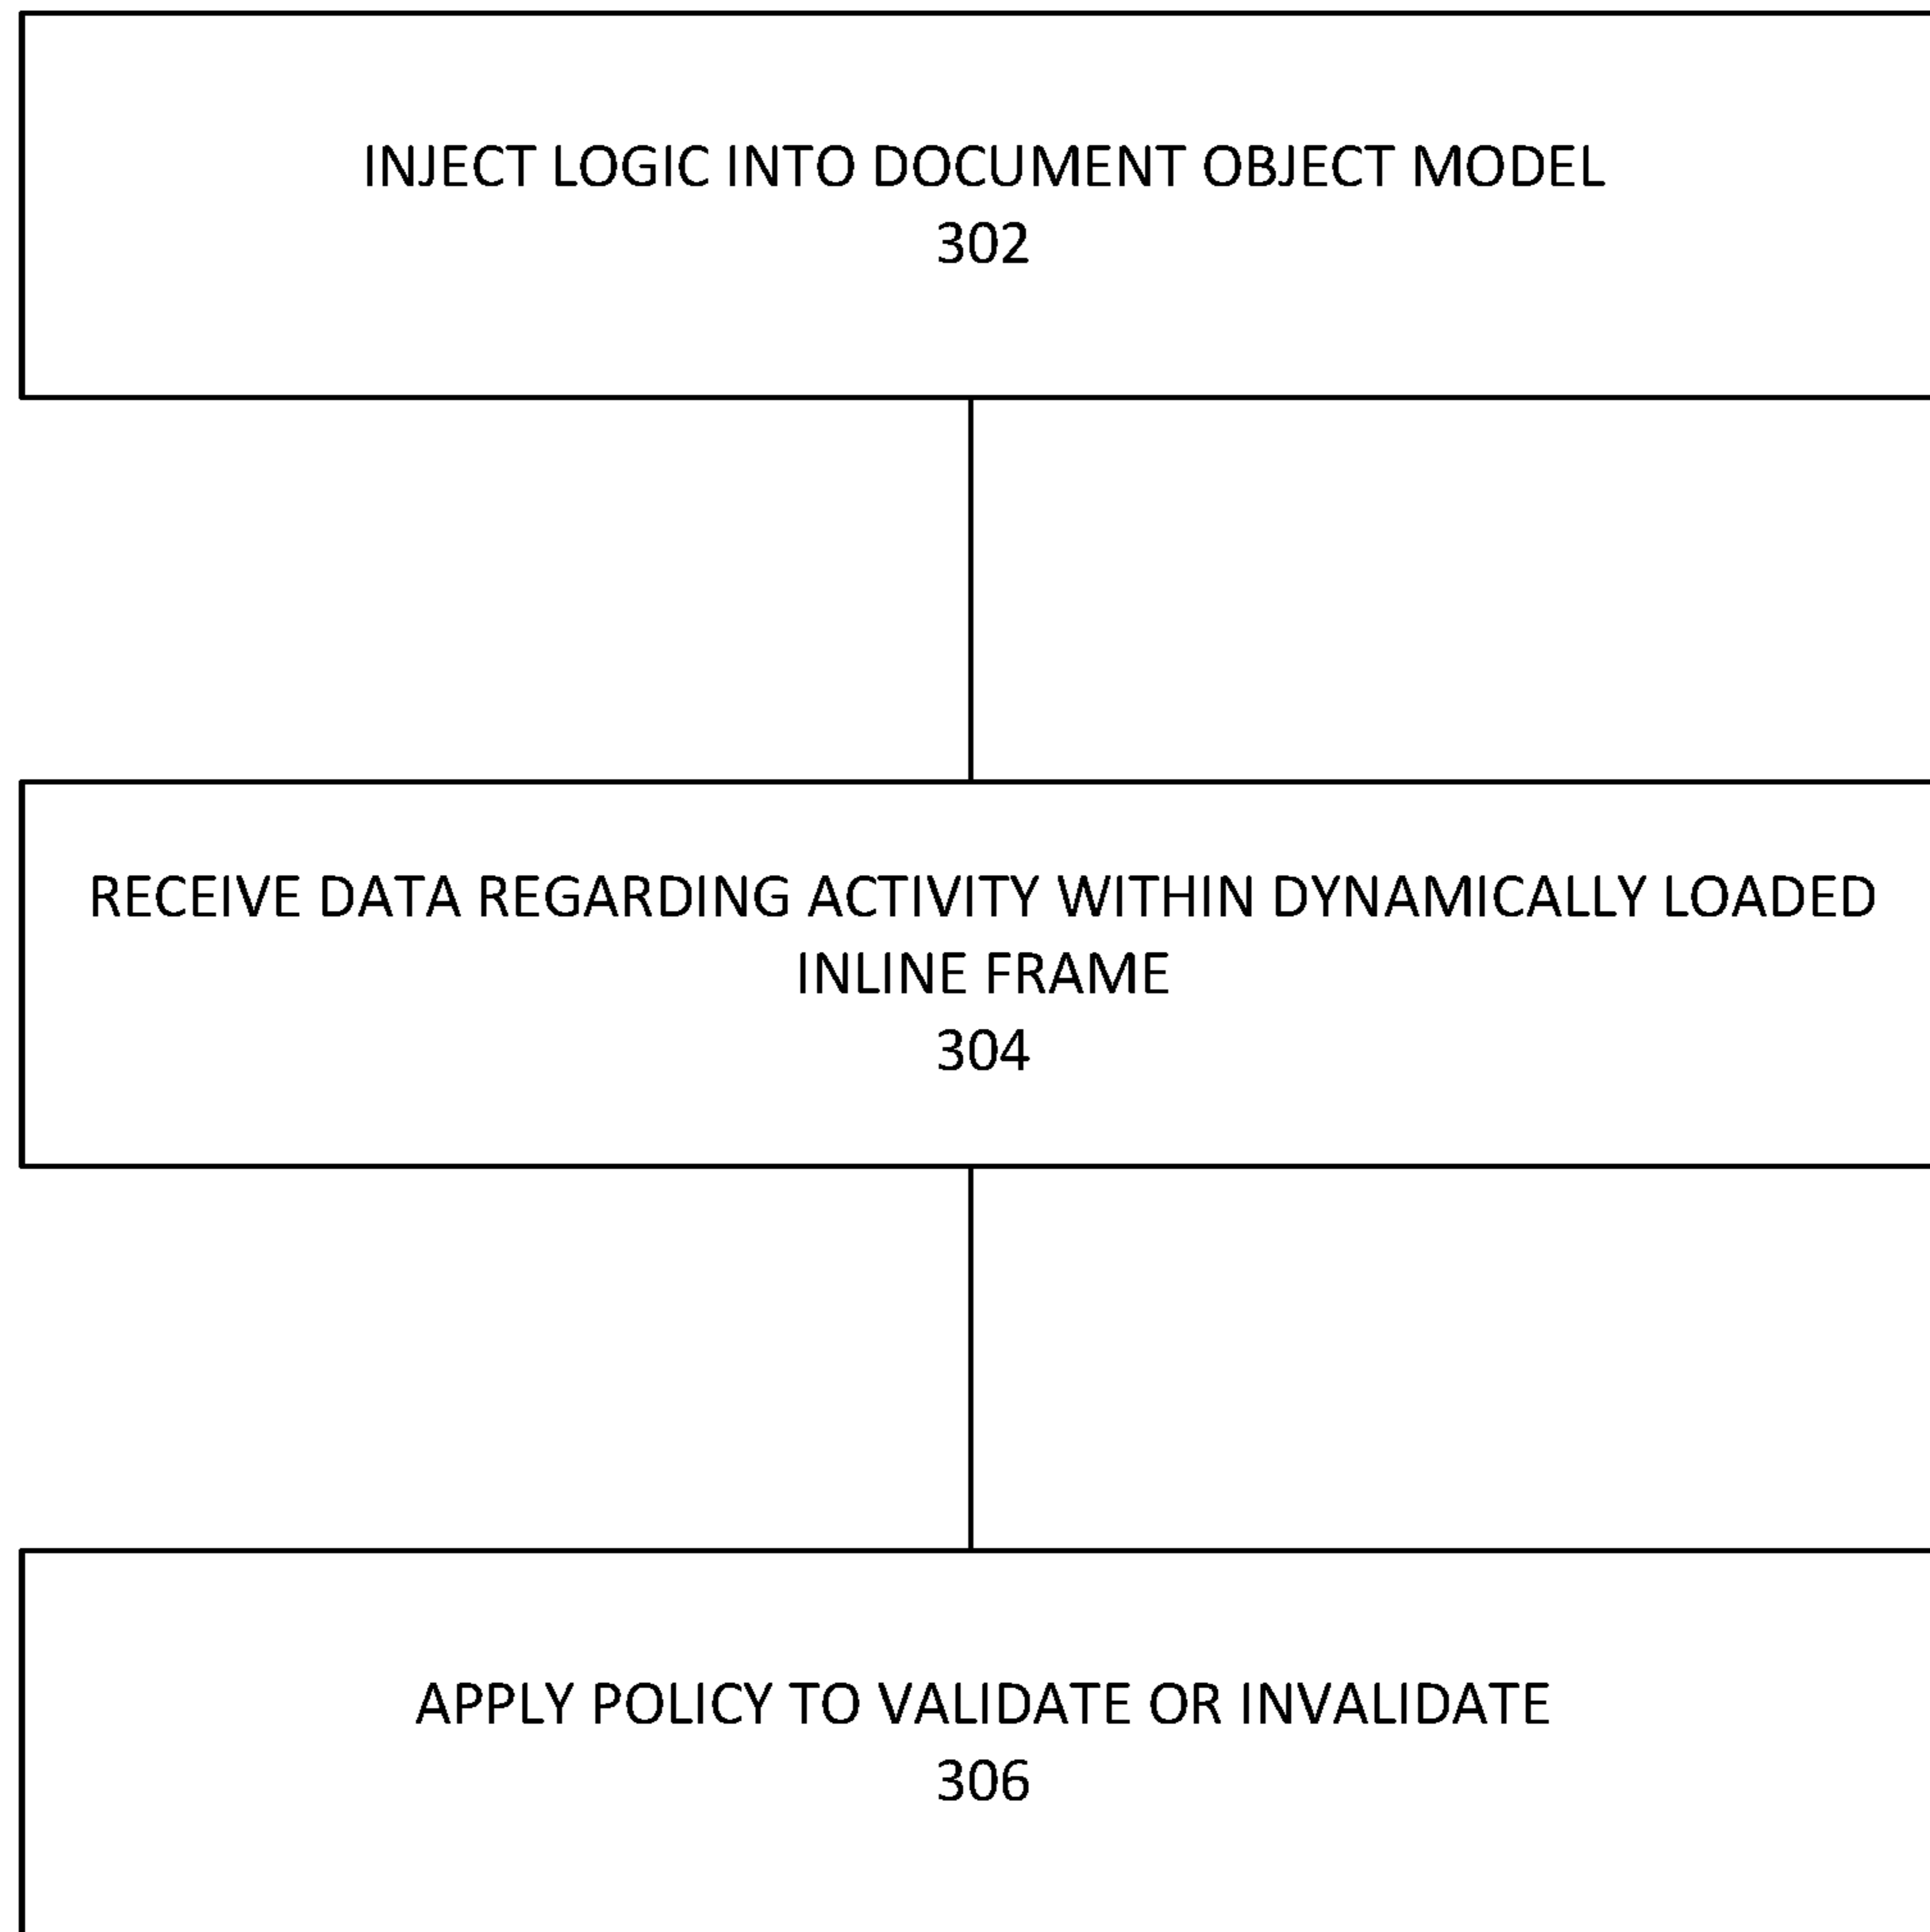 INJECT LOGIC INTO DOCUMENT OBJECT MODEL
302
RECEIVE DATA REGARDING ACTIVITY WITHIN DYNAMICALLY LOADED
INLINE FRAME
304
APPLY POLICY TO VALIDATE OR INVALIDATE
306